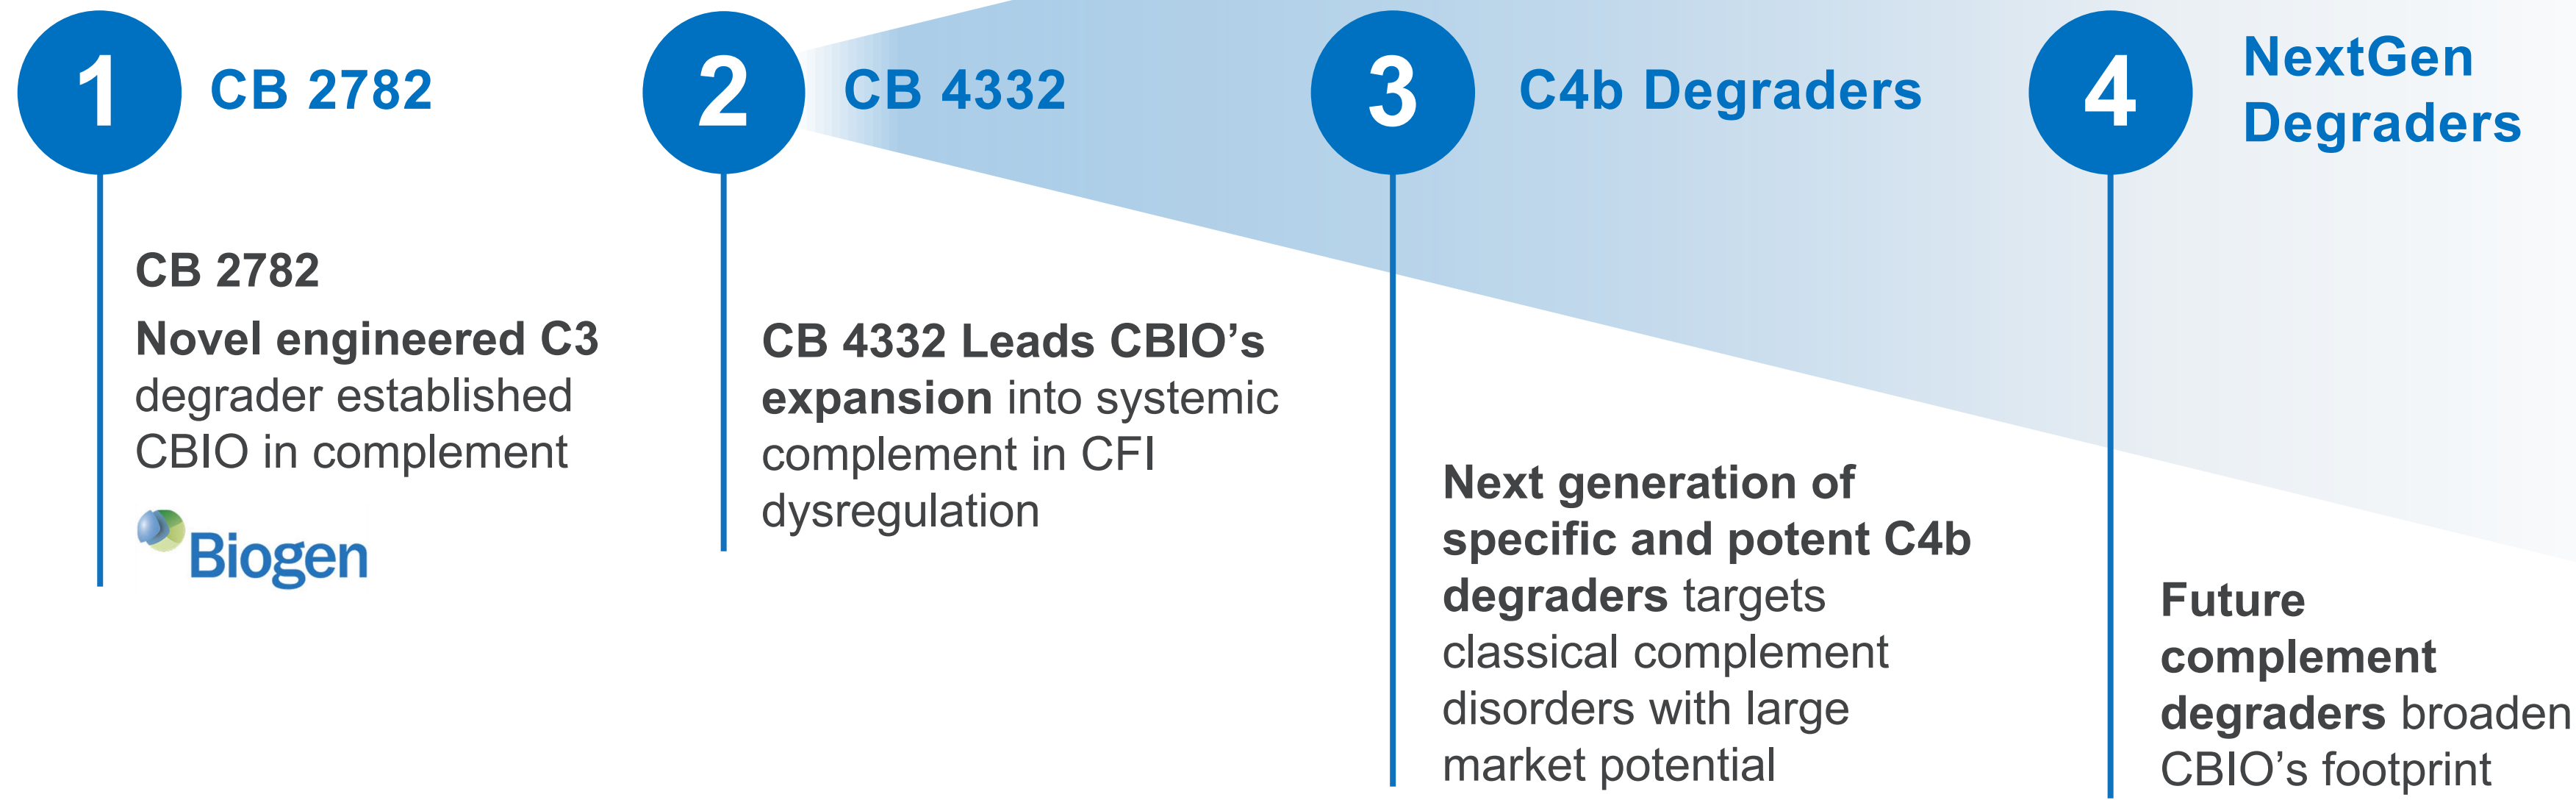 1
CB 2782
CB 2782
Novel engineered C3
degrader established
CBIO in complement
Biogen
2
CB 4332
CB 4332 Leads CBIO’s
expansion into systemic
complement in CFI
dysregulation
3
C4b Degraders
Next generation of
specific and potent C4b
degraders targets
classical complement
disorders with large
market potential
4
NextGen
Degraders
Future
complement
degraders broaden
CBIO’s footprint